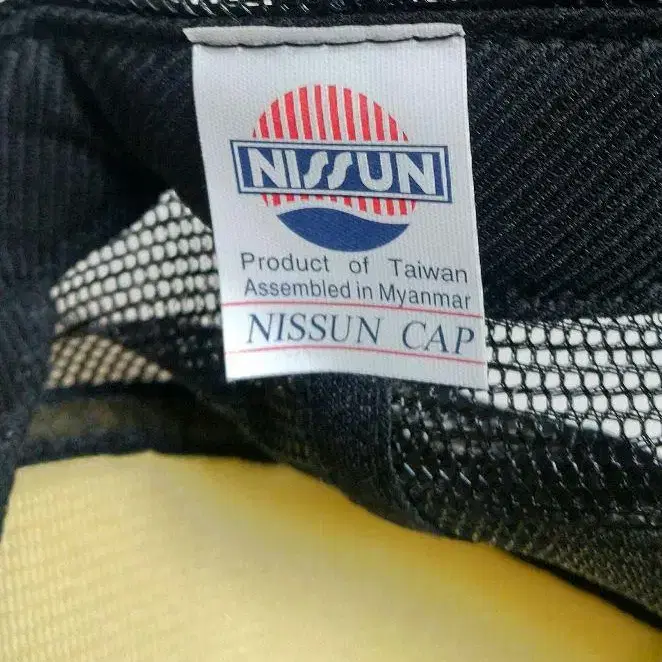 NISSUN
Product of Taiwan
Assembled in Myanmar
NISSUN CAP